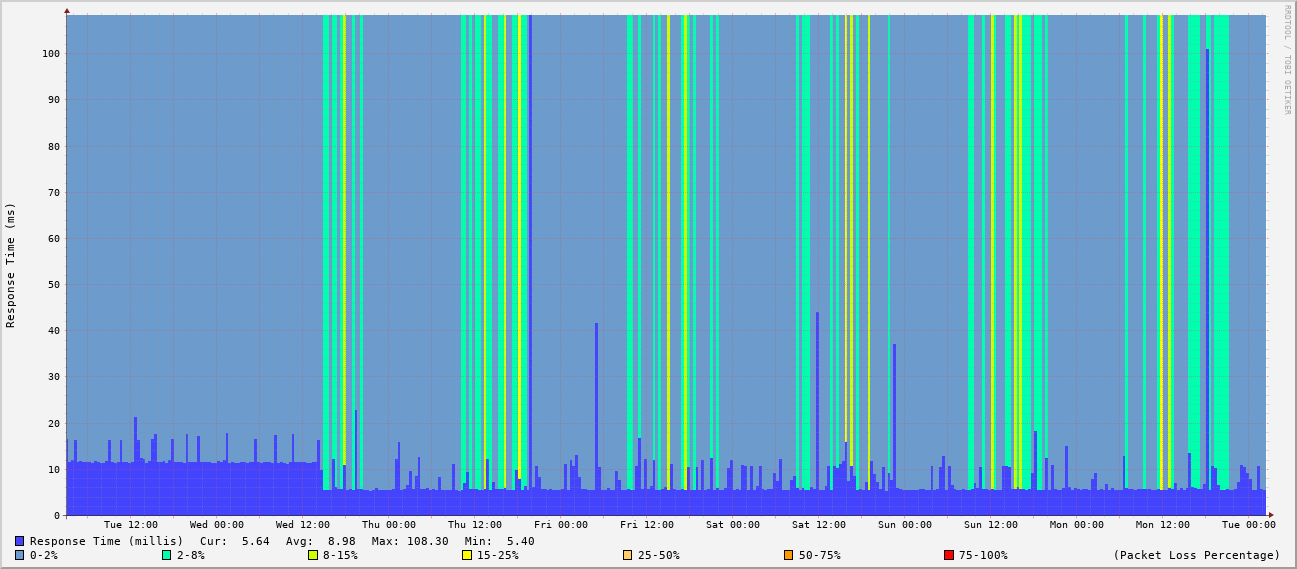 RRDTOOL / TOBI OETIKER
Response Time (ms)
100
90
80
70
60
50
40
30
20
10
0
Tue 12:00 Wed 00:00 Wed 12:00 Thu 00:00 Thu 12:00 Fri 00:00 Fri 12:00 Sat 00:00 Sat 12:00 Sun 00:00 Sun 12:00 Mon 00:00 Mon 12:00 Tue 00:00
Response Time (millis) Cur: 5.64 Avg: 8.98 Max: 108.30 Min: 5.40
0-2% 2-8% 8-15% 15-25% 25-50% 50-75% 75-100% (Packet Loss Percentage)